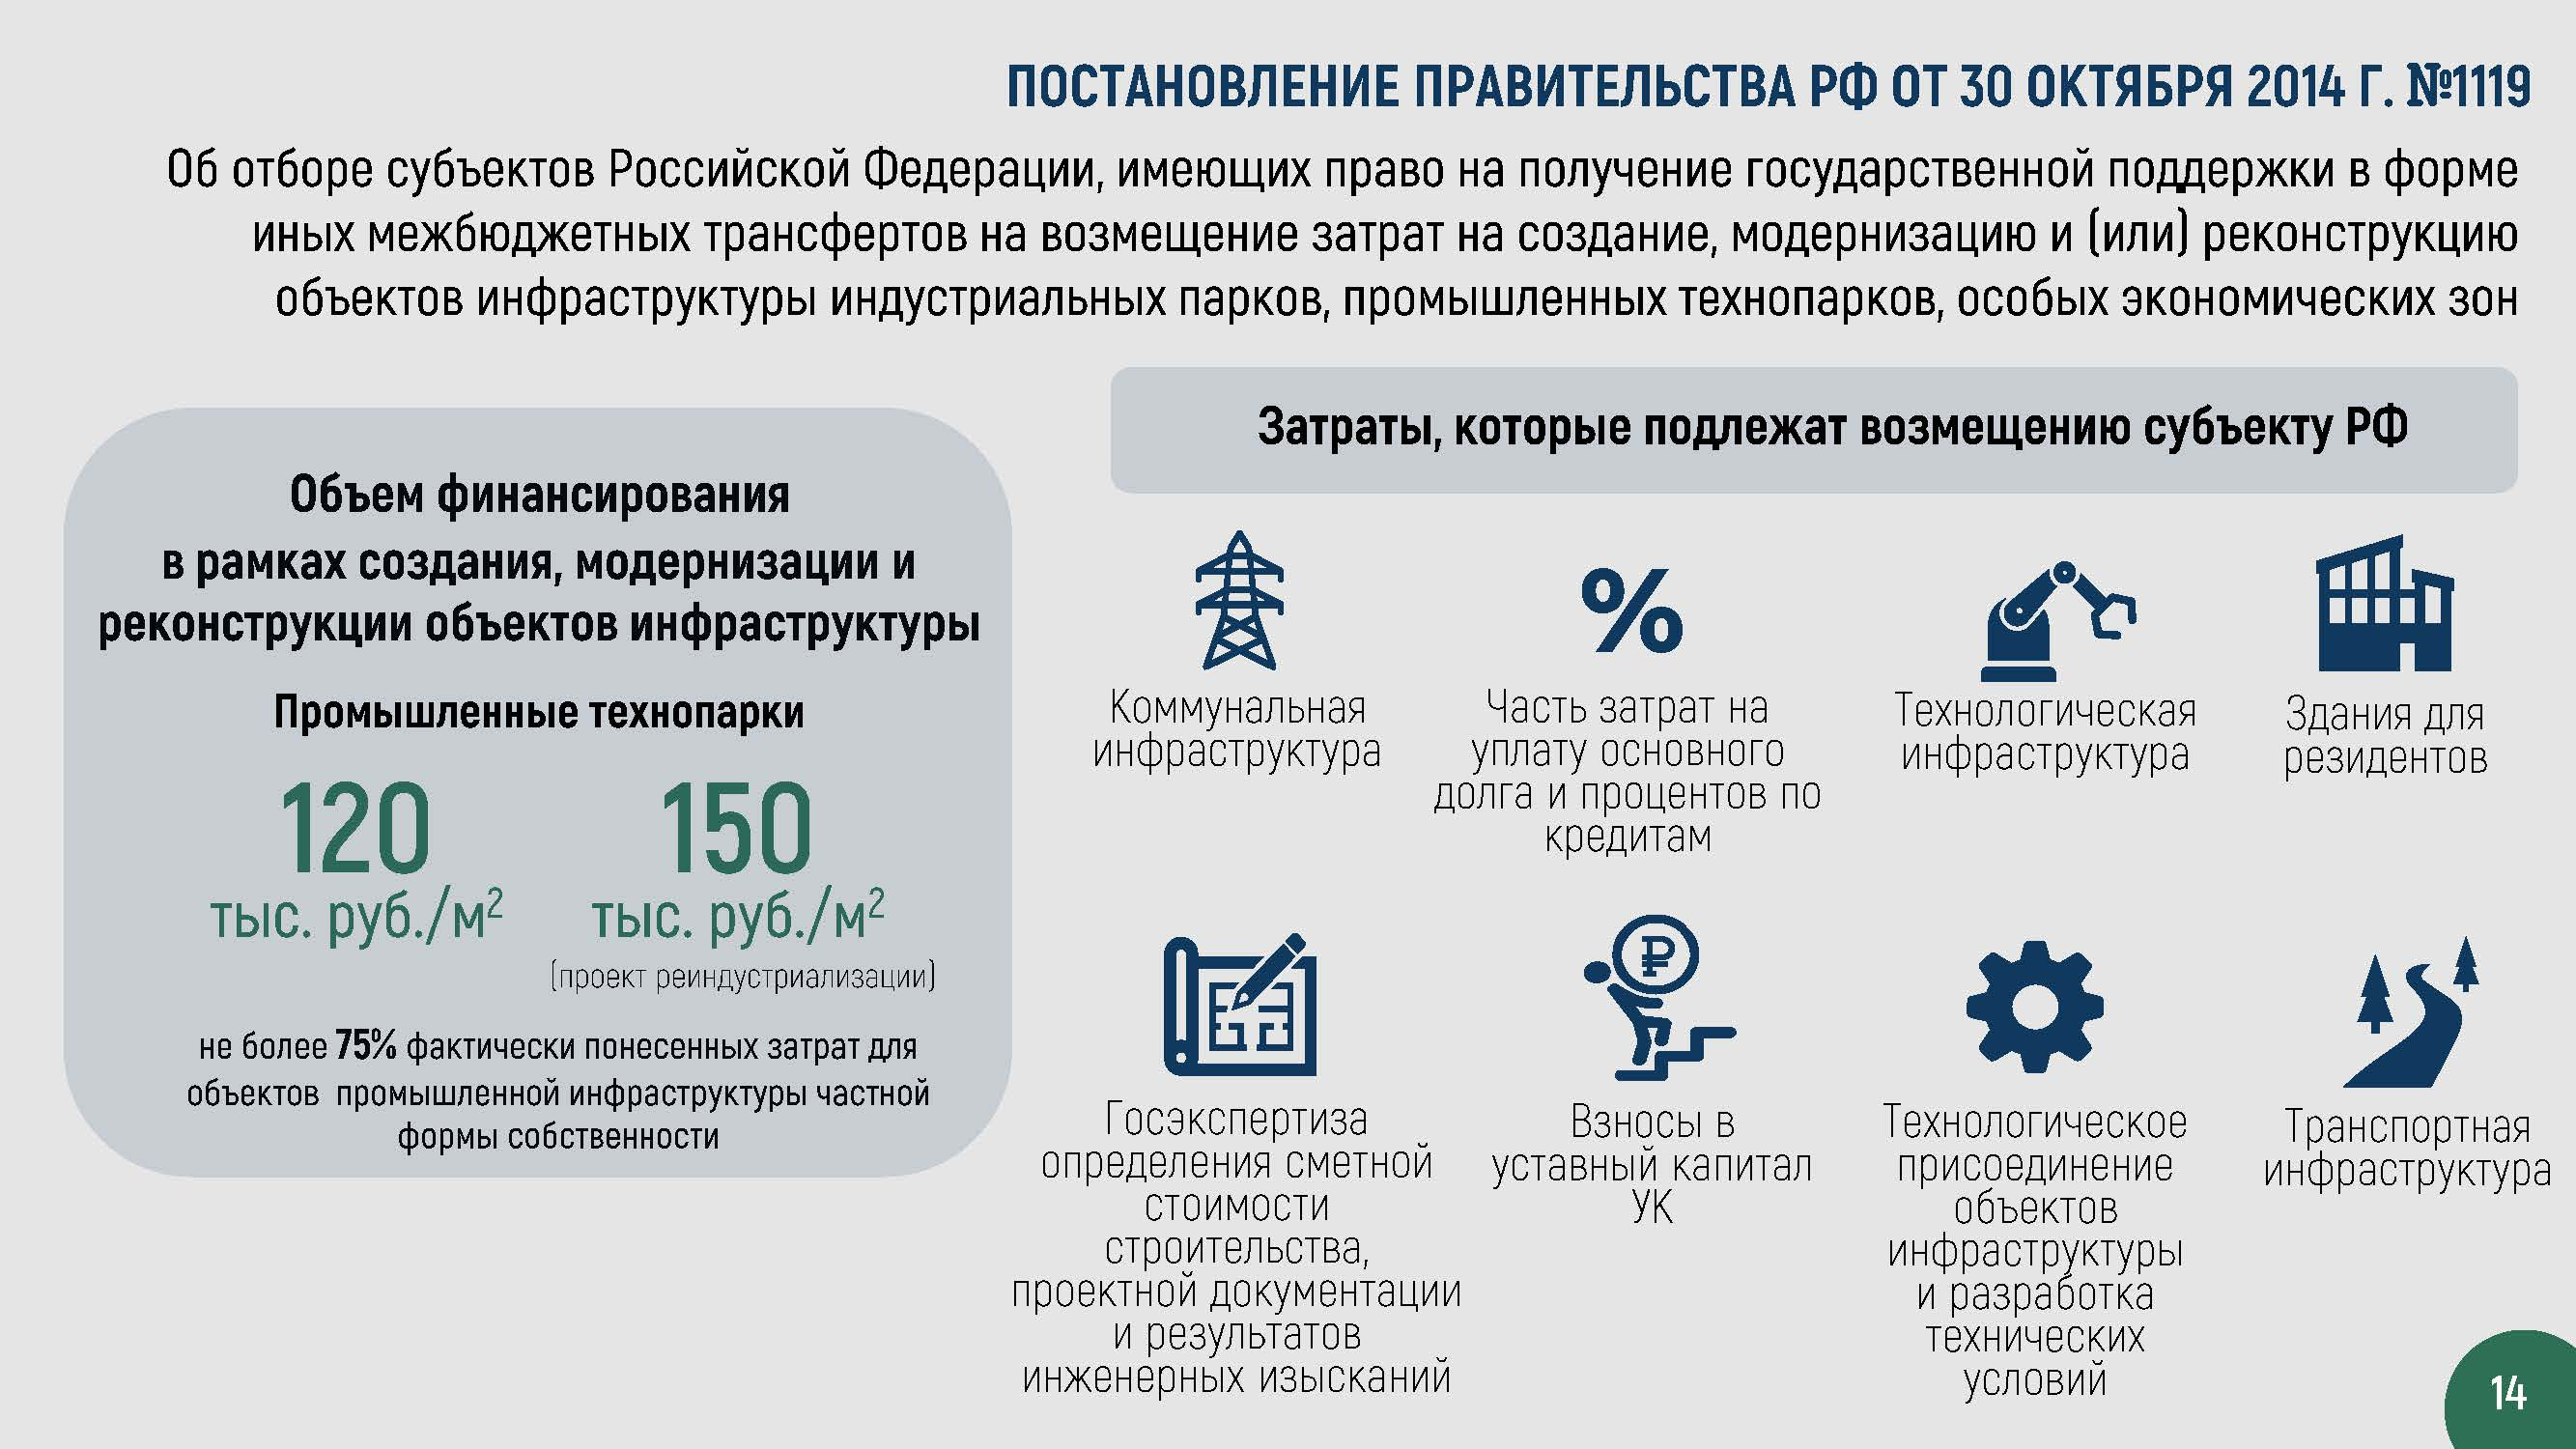 ПОСТАНОВЛЕНИЕ ПРАВИТЕЛЬСТВА РФ ОТ 30 ОКТЯБРЯ 2014 Г. №1119
Об отборе субъектов Российской Федерации, имеющих право на получение государственной поддержки в форме
иных межбюджетных трансфертов на возмещение затрат на создание, модернизацию и (или) реконструкцию
объектов инфраструктуры индустриальных парков, промышленных технопарков, особых экономических зон
Объем финансирования
в рамках создания, модернизации и
реконструкции объектов инфраструктуры
Промышленные технопарки
120
тыс. руб./м²
150
тыс. руб./м²
(проект реиндустриализации)
не более 75% фактически понесенных затрат для
объектов промышленной инфраструктуры частной
формы собственности
Затраты, которые подлежат возмещению субъекту РФ
%
Коммунальная
инфраструктура
Часть затрат на
уплату основного
долга и процентов по
кредитам
Технологическая
инфраструктура
Здания для
резидентов
₽
Госэкспертиза
определения сметной
стоимости
строительства,
проектной документации
и результатов
инженерных изысканий
Взносы в
уставный капитал
УК
Технологическое
присоединение
объектов
инфраструктуры
и разработка
технических
условий
Транспортная
инфраструктура
14